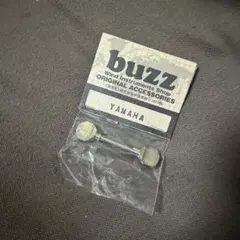 buzz
Wind Instruments Shop
ORIGINAL ACCESSORIES
YAMAHA